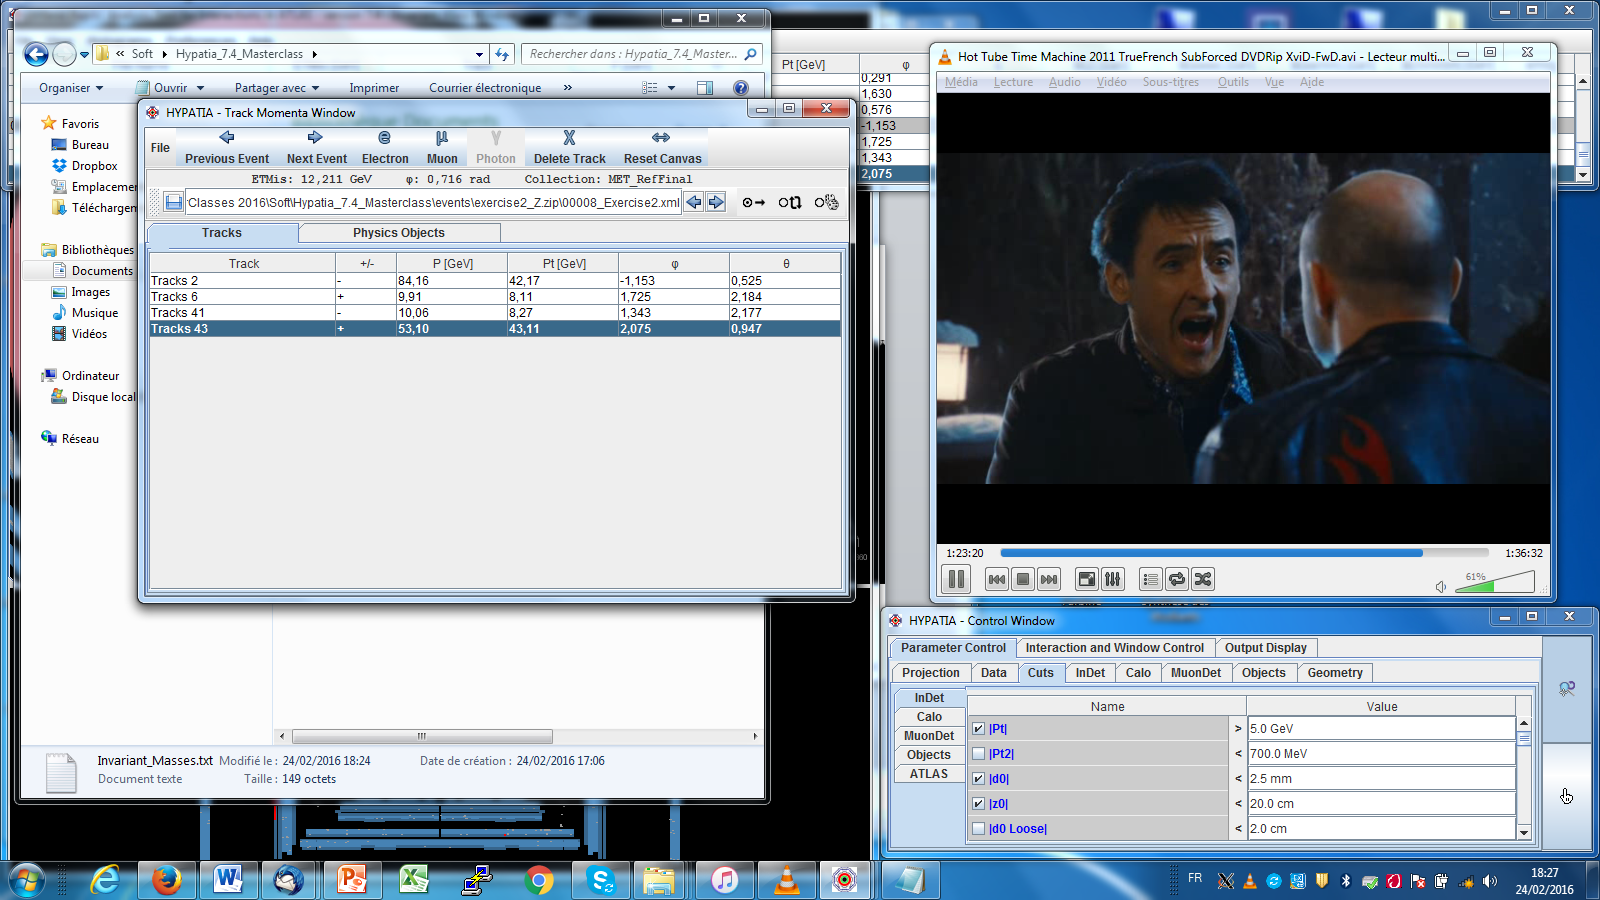 Soft ▸ Hypatia_7.4_Masterclass ▸
Rechercher dans : Hypatia_7.4_Master...
Organiser
Ouvrir
Partager avec
Imprimer
Courrier électronique
»
Favoris
Bureau
Dropbox
Emplacemen
Téléchargen
Bibliothèques
Documents
Images
Musique
Vidéos
Ordinateur
Disque local
Réseau
Invariant_Masses.txt Modifié le : 24/02/2016 18:24 Date de création : 24/02/2016 17:06
Document texte Taille : 149 octets
HYPATIA - Track Momenta Window
File
Previous Event
Next Event
Electron
Muon
Photon
Delete Track
Reset Canvas
ETMis: 12,211 GeV φ: 0,716 rad Collection: MET_RefFinal
Classes 2016\Soft\Hypatia_7.4_Masterclass\events\exercise2_Z.zip\00008_Exercise2.xml
Tracks Physics Objects
Track +/- P [GeV] Pt [GeV] φ θ
Tracks 2 - 84,16 42,17 -1,153 0,525
Tracks 6 + 9,91 8,11 1,725 2,184
Tracks 41 - 10,06 8,27 1,343 2,177
Tracks 43 + 53,10 43,11 2,075 0,947
Pt [GeV] φ
0,291
1,630
0,576
-1,153
1,725
1,343
2,075
Hot Tube Time Machine 2011 TrueFrench SubForced DVDRip XviD-FwD.avi - Lecteur multi...
Média Lecture Audio Vidéo Sous-titres Outils Vue Aide
1:23:20 1:36:32
61%
HYPATIA - Control Window
Parameter Control Interaction and Window Control Output Display
Projection Data Cuts InDet Calo MuonDet Objects Geometry
InDet
Calo
MuonDet
Objects
ATLAS
Name Value
|Pt| > 5.0 GeV
|Pt2| < 700.0 MeV
|d0| < 2.5 mm
|z0| < 20.0 cm
|d0 Loose| < 2.0 cm
FR
18:27
24/02/2016